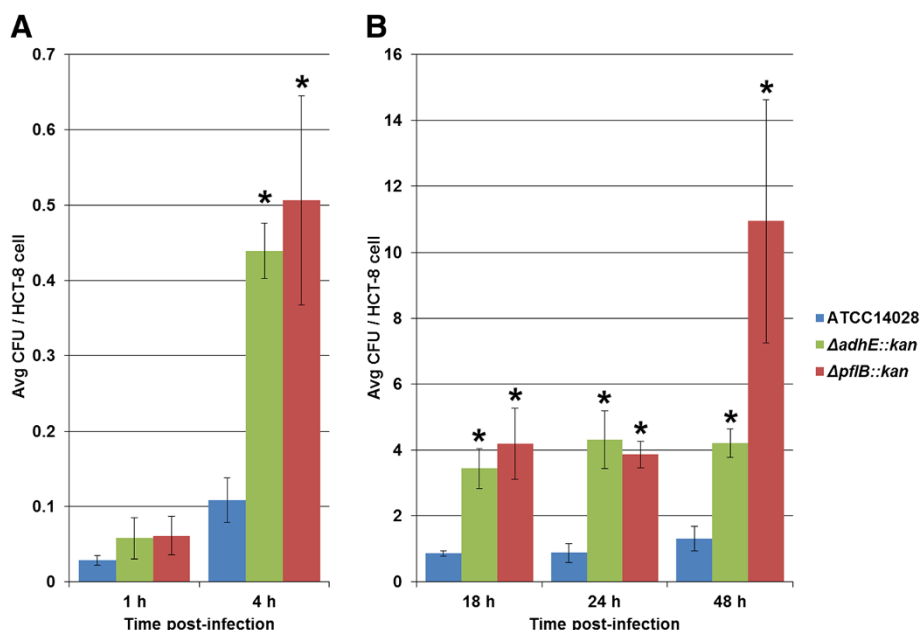 A
0.7
0.6
0.5
0.4
0.3
0.2
0.1
0
Avg CFU / HCT-8 cell
*
*
1 h
4 h
Time post-infection
B
16
14
12
10
8
6
4
2
0
Avg CFU / HCT-8 cell
*
*
*
*
*
*
18 h
24 h
48 h
Time post-infection
ATCC14028
ΔadhE::kan
ΔpflB::kan